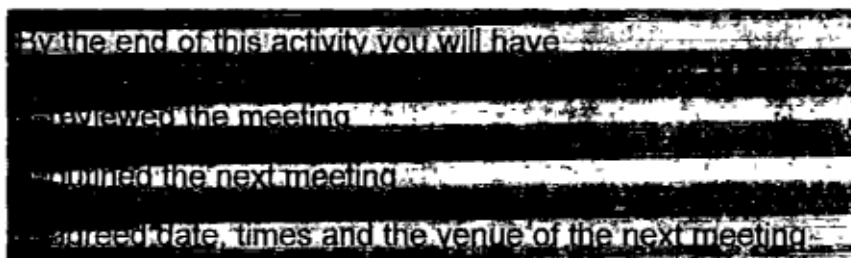 By the end of this activity you will have
reviewed the meeting
outlined the next meeting
agreed date, times and the venue of the next meeting